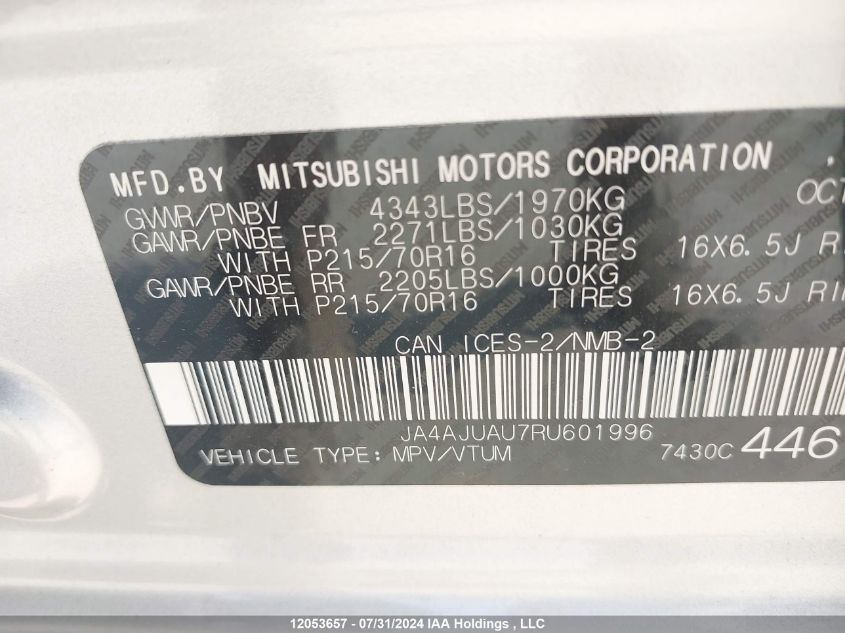 MFD.BY MITSUBISHI MOTORS CORPORATION .
GVWR/PNBV 4343LBS/1970KG OCT
GAWR/PNBE FR 2271LBS/1030KG
WITH P215/70R16 TIRES 16X6.5J
GAWR/PNBE RR 2205LBS/1000KG
WITH P215/70R16 TIRES 16X6.5J
CAN ICES-2/NMB-2
JA4AJUAU7RU601996
VEHICLE TYPE: MPV/VTUM 7430C 446
12053657 - 07/31/2024 IAA Holdings , LLC